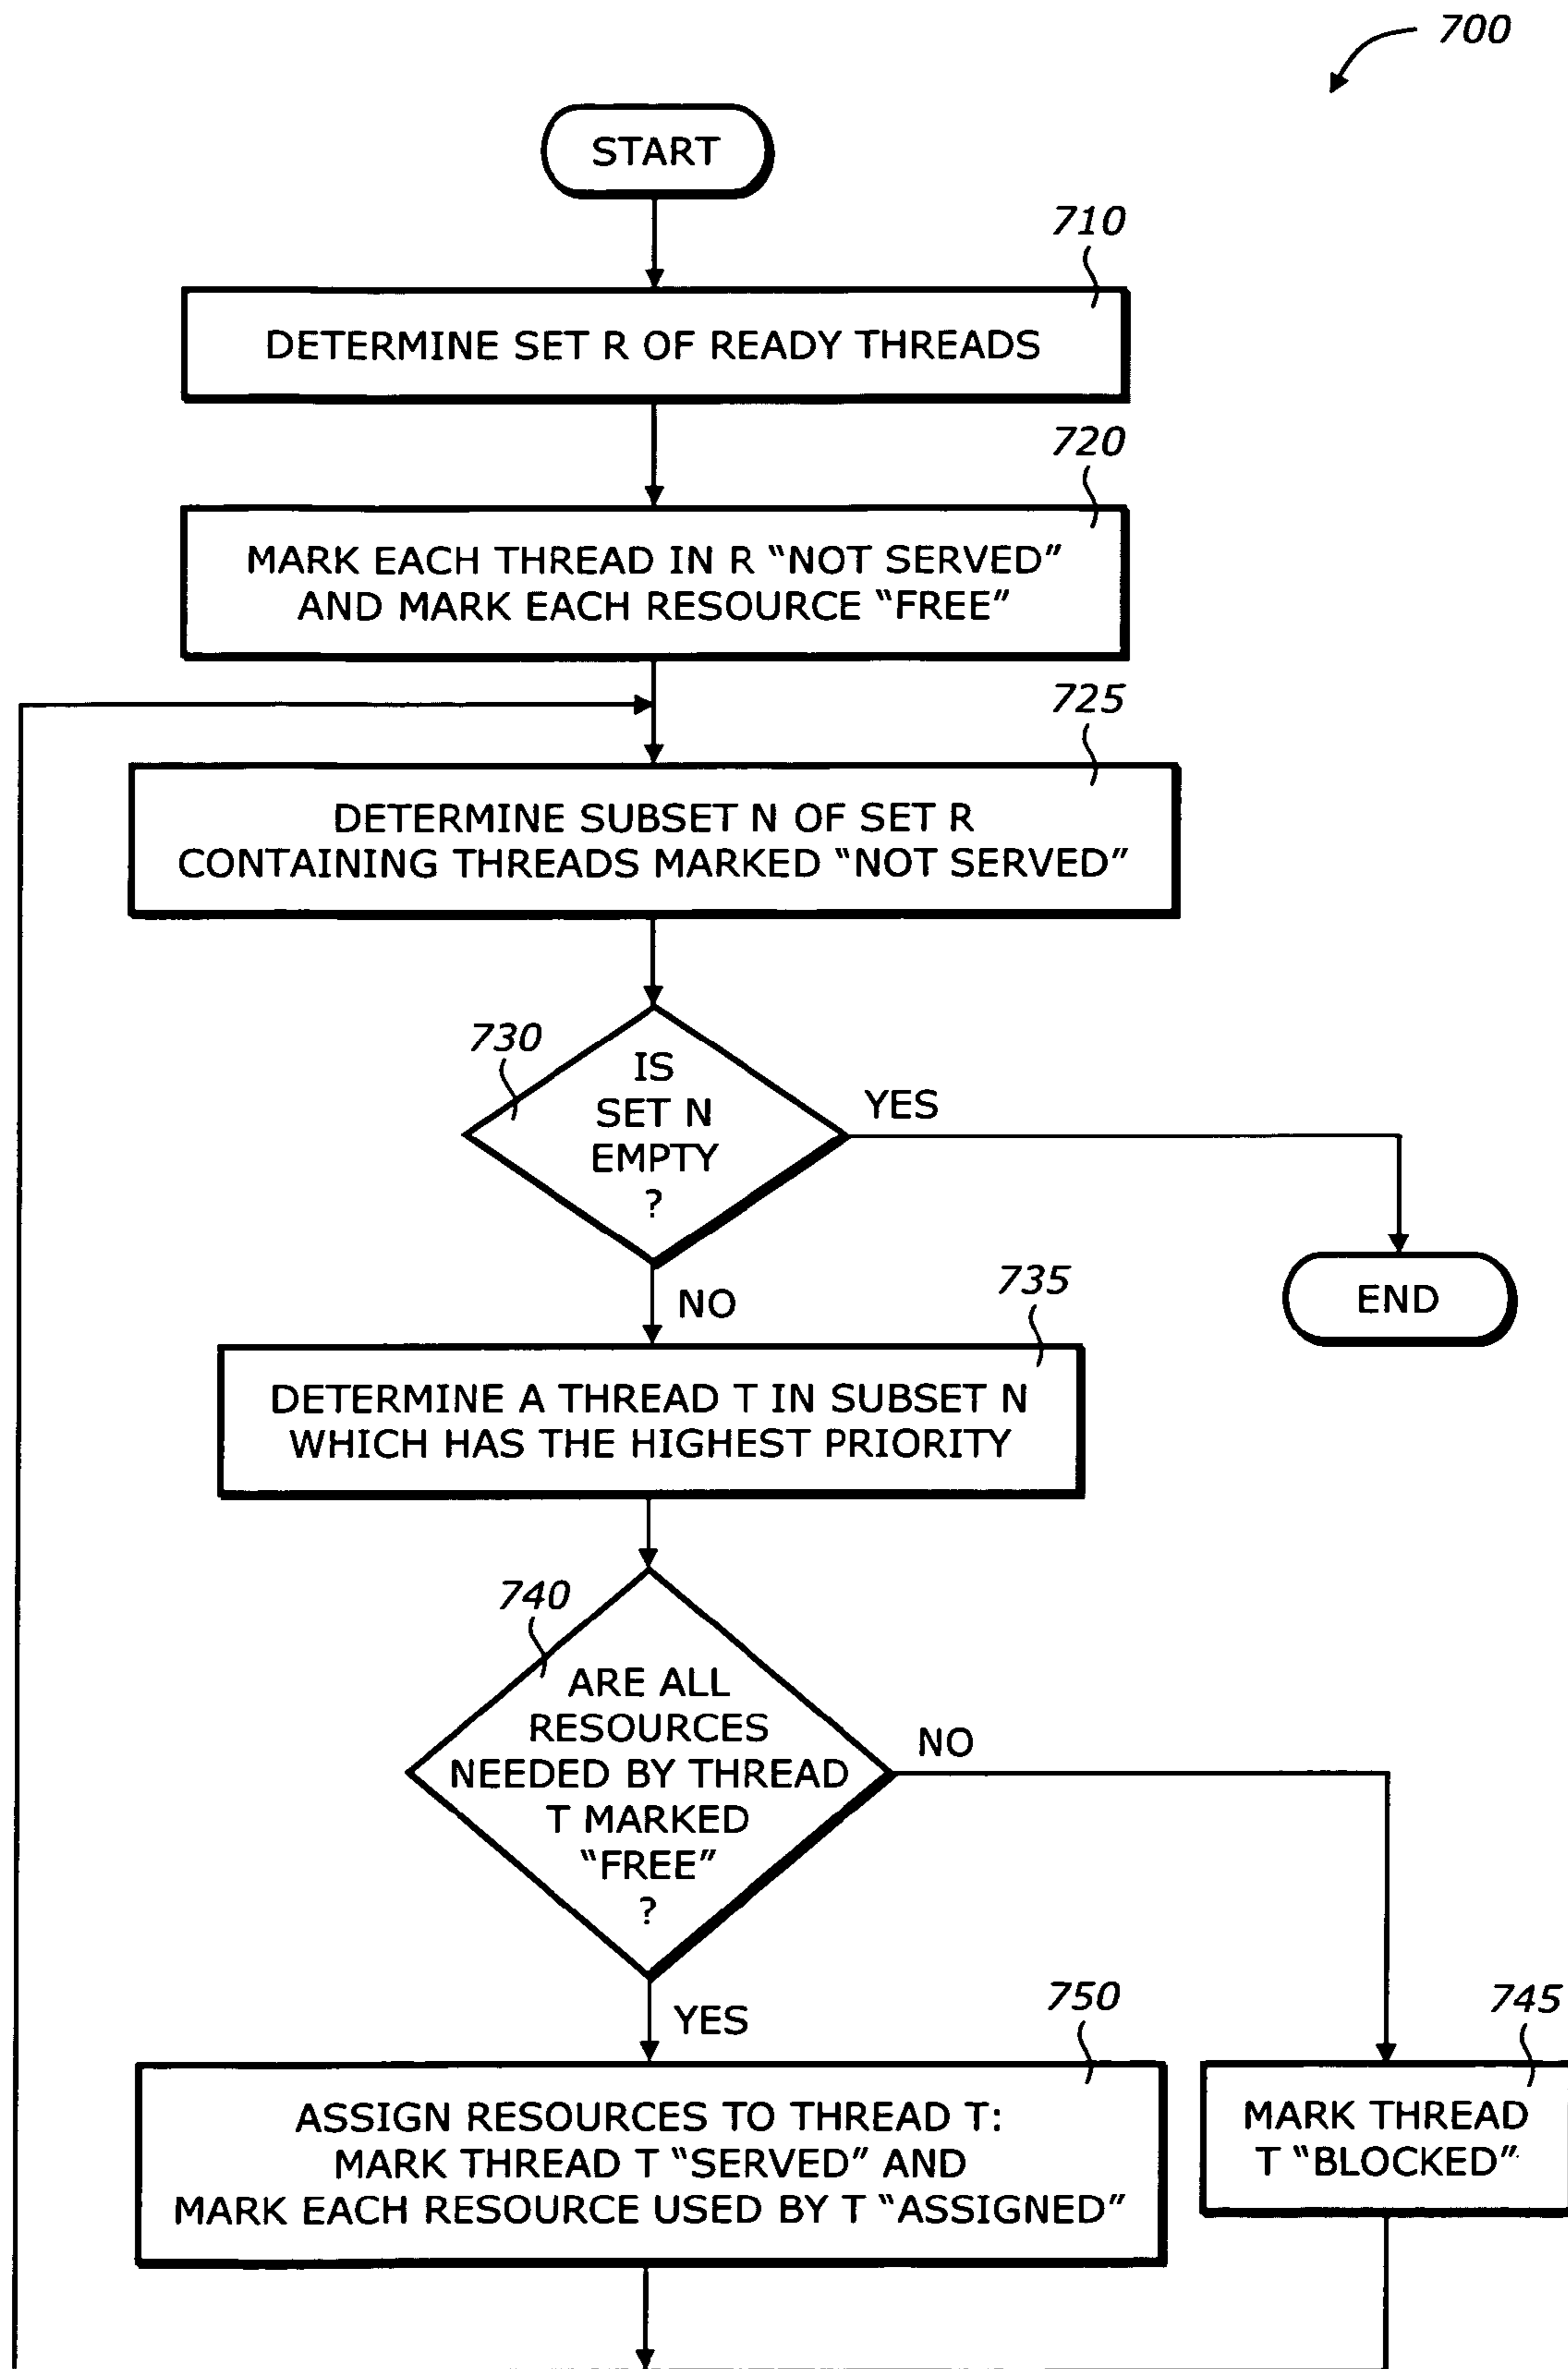 700
START
710
DETERMINE SET R OF READY THREADS
720
MARK EACH THREAD IN R “NOT SERVED”
AND MARK EACH RESOURCE “FREE”
725
DETERMINE SUBSET N OF SET R
CONTAINING THREADS MARKED “NOT SERVED”
730
IS
SET N
EMPTY
?
YES
END
NO
735
DETERMINE A THREAD T IN SUBSET N
WHICH HAS THE HIGHEST PRIORITY
740
ARE ALL
RESOURCES
NEEDED BY THREAD
T MARKED
“FREE”
?
NO
YES
750
ASSIGN RESOURCES TO THREAD T:
MARK THREAD T “SERVED” AND
MARK EACH RESOURCE USED BY T “ASSIGNED”
745
MARK THREAD
T “BLOCKED”